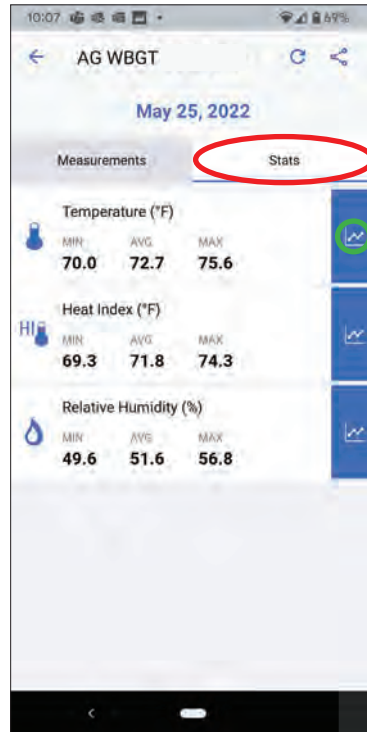 10:07 69%
AG WBGT
May 25, 2022
Measurements Stats
Temperature (°F)
MIN AVG MAX
70.0 72.7 75.6
Heat Index (°F)
HI MIN AVG MAX
69.3 71.8 74.3
Relative Humidity (%)
MIN AVG MAX
49.6 51.6 56.8